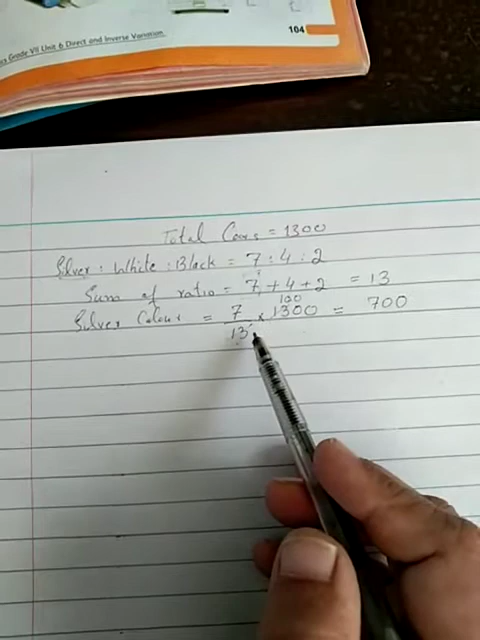 Grade VII Unit 6 Direct and Inverse Variation
104
Total Cars = 1300
Silver : White : Black = 7 : 4 : 2
Sum of ratio = 7 + 4 + 2 = 13
100
Silver Colour = 7 × 1300 = 700
13